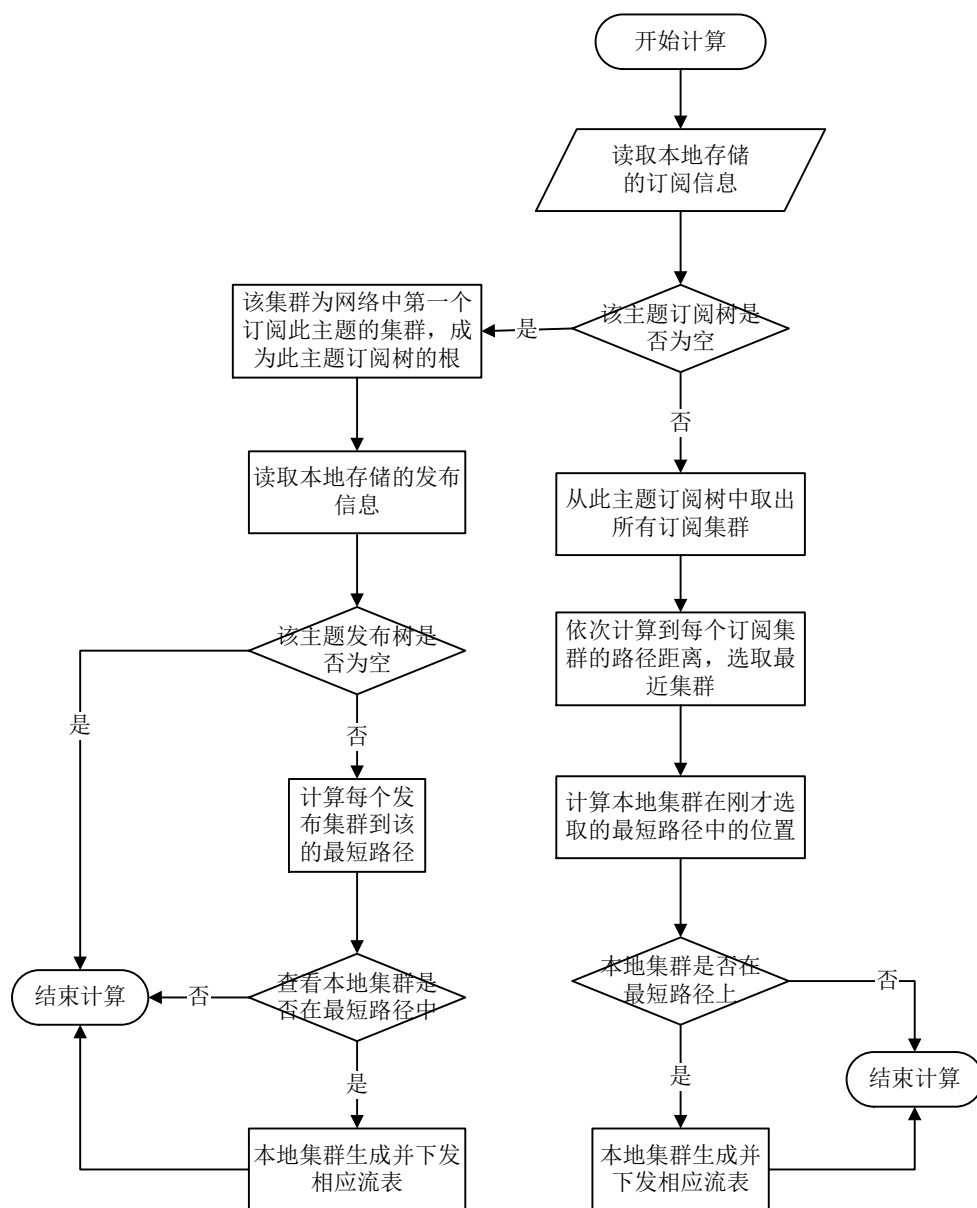 开始计算
读取本地存储
的订阅信息
该主题订阅树是
否为空
是
该集群为网络中第一个
订阅此主题的集群，成
为此主题订阅树的根
否
读取本地存储的发布
信息
从此主题订阅树中取出
所有订阅集群
该主题发布树是
否为空
依次计算到每个订阅集
群的路径距离，选取最
近集群
是
否
计算每个发
布集群到该
的最短路径
计算本地集群在刚才选
取的最短路径中的位置
查看本地集群是
否在最短路径中
否
结束计算
本地集群是否在
最短路径上
否
结束计算
是
是
本地集群生成并下发
相应流表
本地集群生成并
下发相应流表